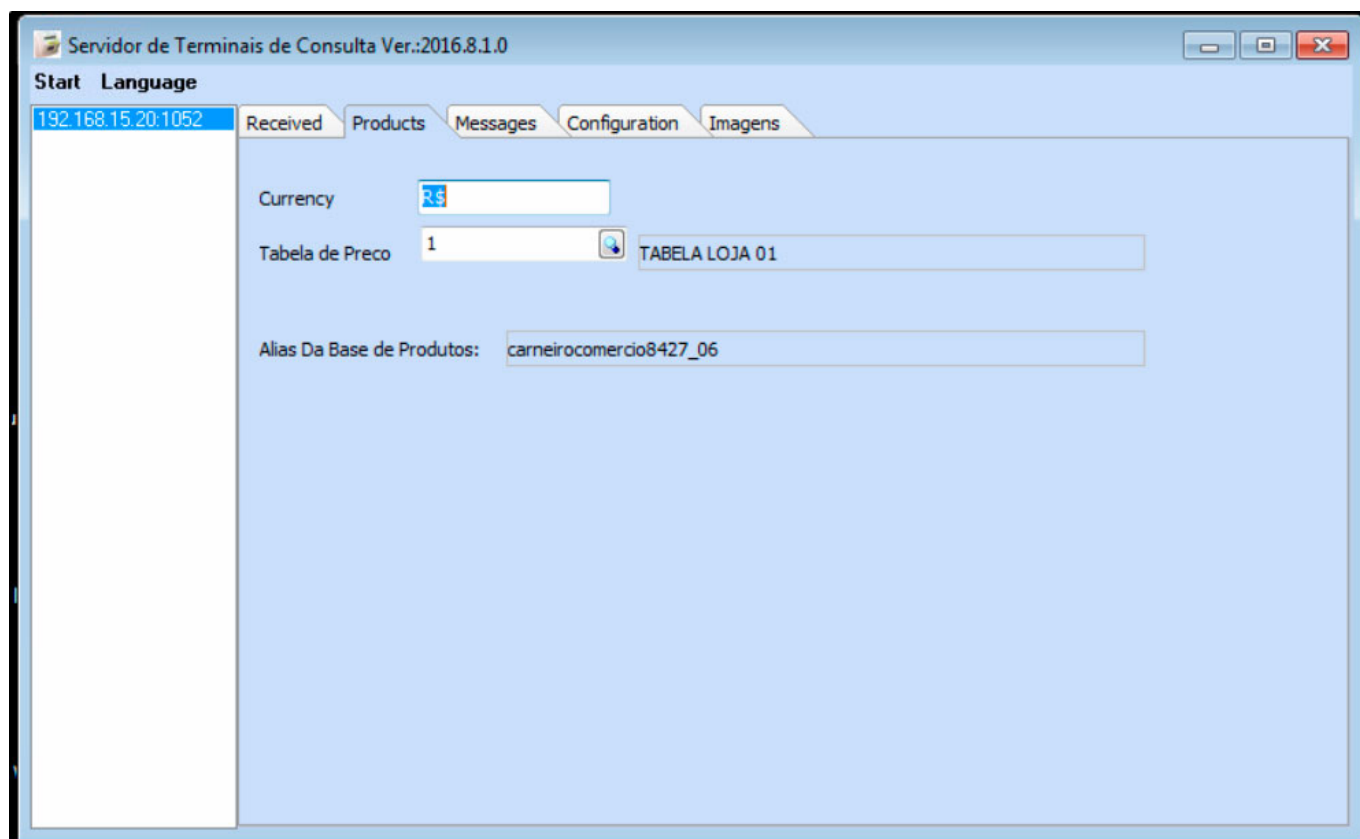 Servidor de Terminais de Consulta Ver.:2016.8.1.0
Start Language
192.168.15.20:1052
Received Products Messages Configuration Imagens
Currency R$
Tabela de Preco 1 TABELA LOJA 01
Alias Da Base de Produtos: carneirocomercio8427_06